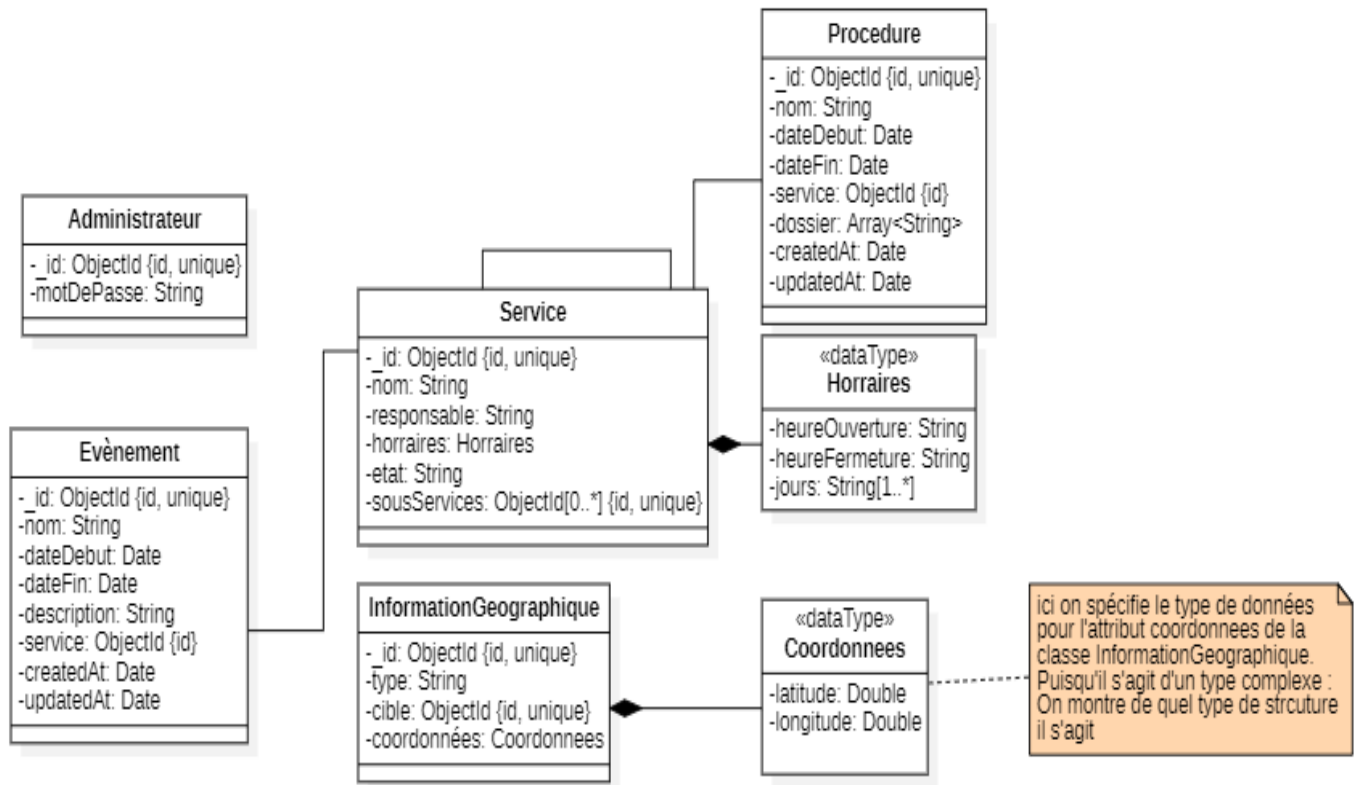 Procedure
-_id: ObjectId {id, unique}
-nom: String
-dateDebut: Date
-dateFin: Date
-service: ObjectId {id}
-dossier: Array<String>
-createdAt: Date
-updatedAt: Date
Administrateur
-_id: ObjectId {id, unique}
-motDePasse: String
Service
-_id: ObjectId {id, unique}
-nom: String
-responsable: String
-horraires: Horraires
-etat: String
-sousServices: ObjectId[0..*] {id, unique}
«dataType»
Horraires
-heureOuverture: String
-heureFermeture: String
-jours: String[1..*]
Evènement
-_id: ObjectId {id, unique}
-nom: String
-dateDebut: Date
-dateFin: Date
-description: String
-service: ObjectId {id}
-createdAt: Date
-updatedAt: Date
InformationGeographique
-_id: ObjectId {id, unique}
-type: String
-cible: ObjectId {id, unique}
-coordonnées: Coordonnees
«dataType»
Coordonnees
-latitude: Double
-longitude: Double
ici on spécifie le type de données
pour l'attribut coordonnees de la
classe InformationGeographique.
Puisqu'il s'agit d'un type complexe :
On montre de quel type de strcuture
il s'agit